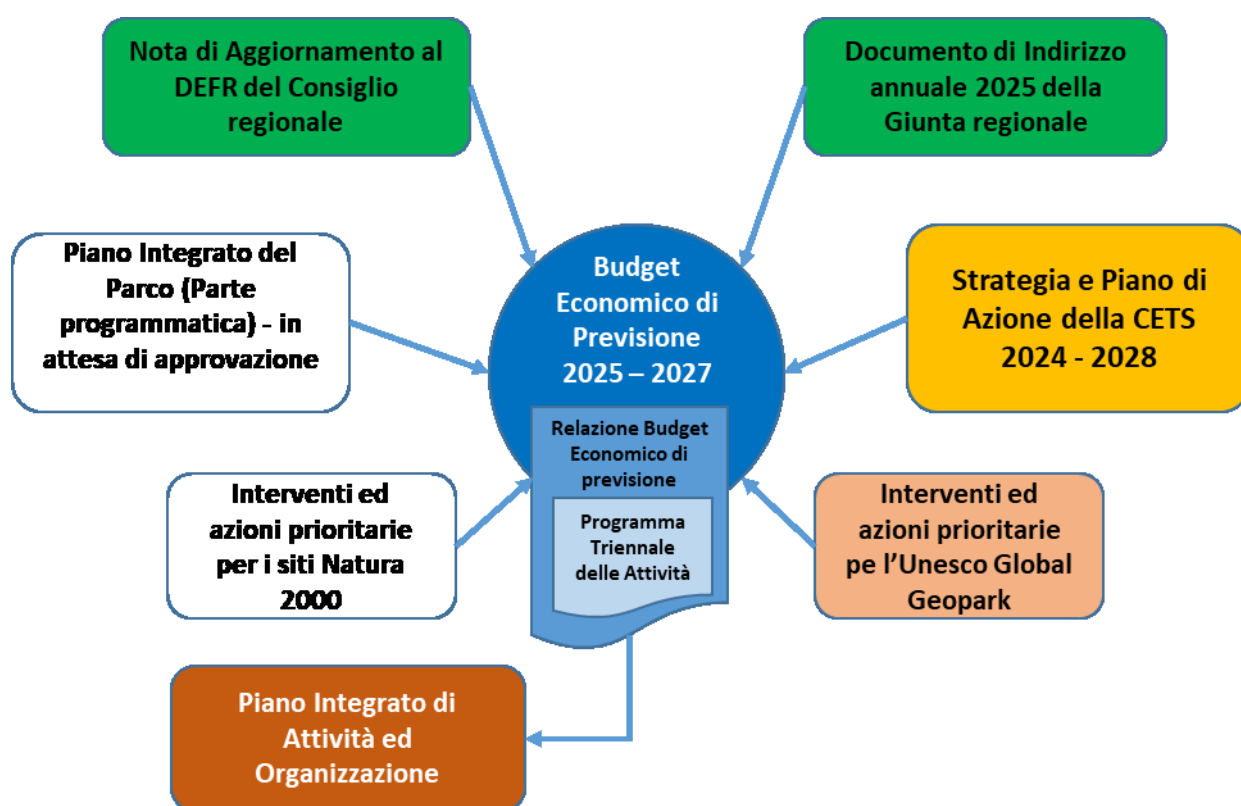 Nota di Aggiornamento al
DEFR del Consiglio
regionale
Documento di Indirizzo
annuale 2025 della
Giunta regionale
Piano Integrato del
Parco (Parte
programmatica) - in
attesa di approvazione
Budget
Economico di
Previsione
2025 – 2027
Strategia e Piano di
Azione della CETS
2024 - 2028
Relazione Budget
Economico di
previsione
Programma
Triennale
delle Attività
Interventi ed
azioni prioritarie
per i siti Natura
2000
Interventi ed
azioni prioritarie
pe l'Unesco Global
Geopark
Piano Integrato di
Attività ed
Organizzazione